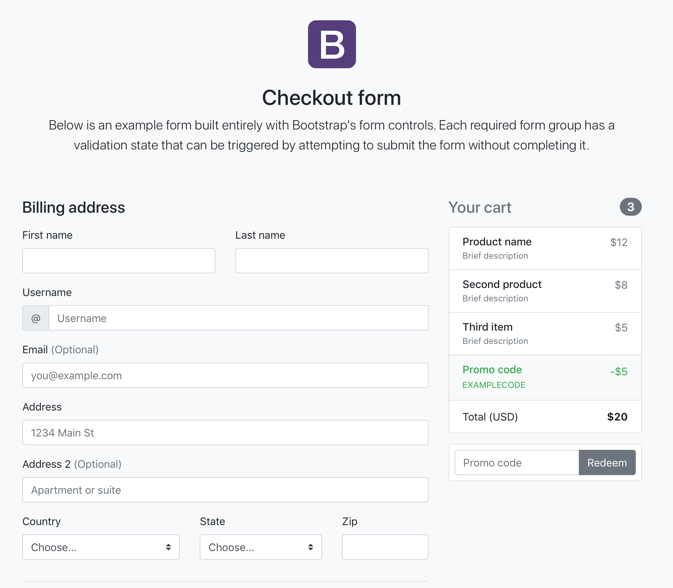 B
Checkout form
Below is an example form built entirely with Bootstrap's form controls. Each required form group has a
validation state that can be triggered by attempting to submit the form without completing it.
Billing address
First name
Last name
Username
@
Username
Email (Optional)
you@example.com
Address
1234 Main St
Address 2 (Optional)
Apartment or suite
Country
State
Zip
Choose...
Choose...
Your cart
3
Product name
$12
Brief description
Second product
$8
Brief description
Third item
$5
Brief description
Promo code
-$5
EXAMPLECODE
Total (USD)
$20
Promo code
Redeem